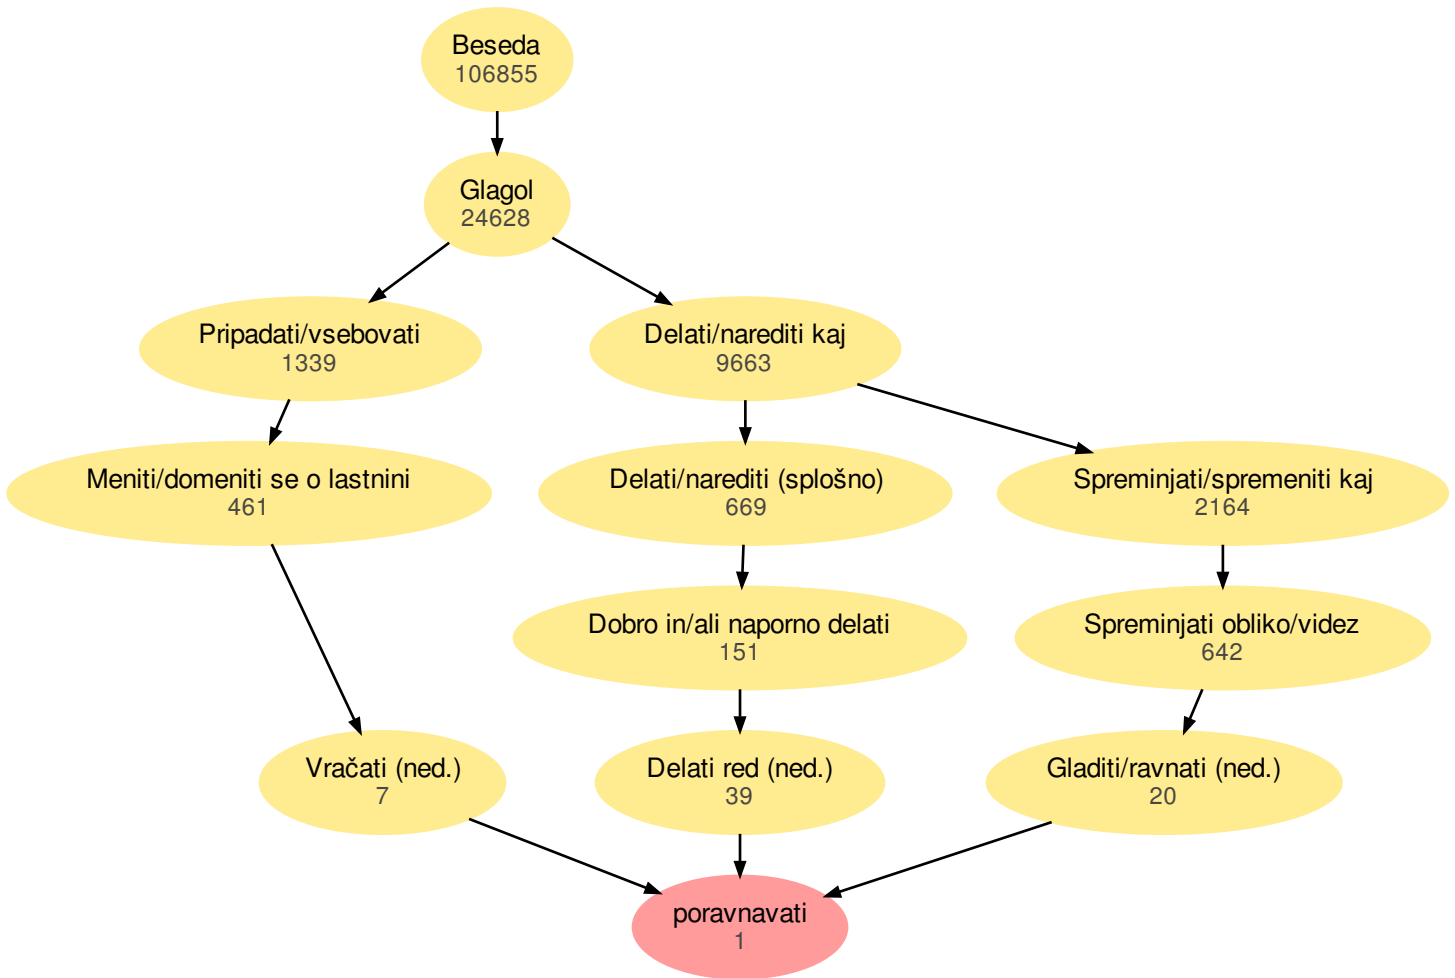 Beseda
106855
Glagol
24628
Pripadati/vsebovati
1339
Delati/narediti kaj
9663
Meniti/domeniti se o lastnini
461
Delati/narediti (splošno)
669
Spreminjati/spremeniti kaj
2164
Dobro in/ali naporno delati
151
Spreminjati obliko/videz
642
Vračati (ned.)
7
Delati red (ned.)
39
Gladiti/ravnati (ned.)
20
poravnavati
1